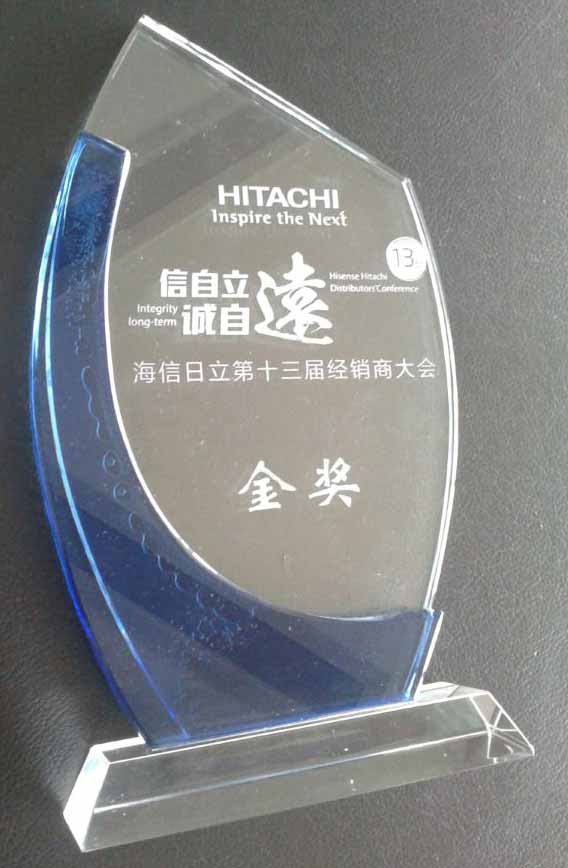 HITACHI
Inspire the Next
13
信自立
诚自
遠
Integrity
long-term
Hisense Hitachi
Distributors'Conference
海信日立第十三届经销商大会
金奖